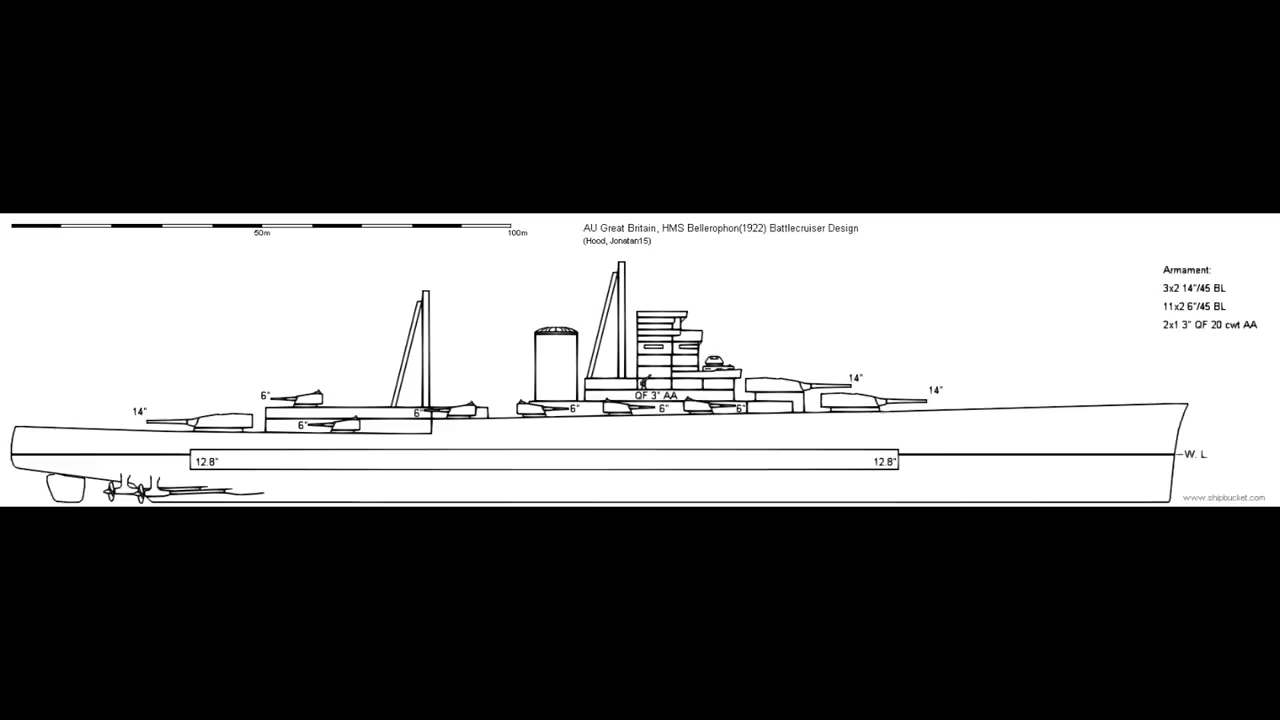 50m
100m
AU Great Britain, HMS Bellerophon(1922) Battlecruiser Design
(Hood, Jonatan15)
Armament:
3x2 14"/45 BL
11x2 6"/45 BL
2x1 3" QF 20 cwt AA
14"
14"
6"
QF 3" AA
14"
6"
6"
6"
6"
6"
W. L.
12.8"
12.8"
www.shipbucket.com